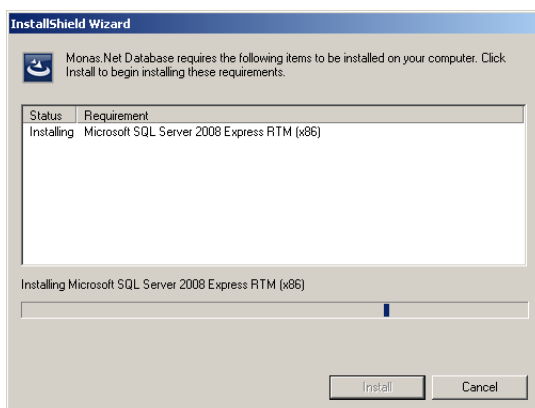 InstallShield Wizard
Monas.Net Database requires the following items to be installed on your computer. Click
Install to begin installing these requirements.
Status Requirement
Installing Microsoft SQL Server 2008 Express RTM (x86)
Installing Microsoft SQL Server 2008 Express RTM (x86)
Install Cancel